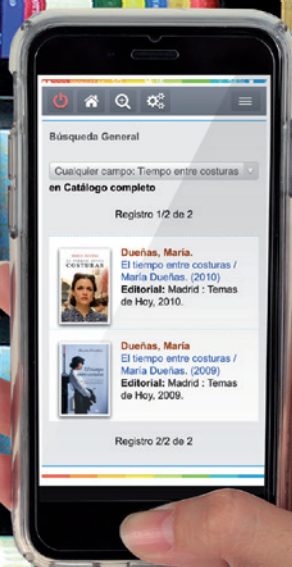 Búsqueda General
Cualquier campo: Tiempo entre costuras
en Catálogo completo
Registro 1/2 de 2
Dueñas, María.
El tiempo entre costuras /
María Dueñas. (2010)
Editorial: Madrid : Temas
de Hoy, 2010.
COSTURAS
Dueñas, María
El tiempo entre costuras /
María Dueñas. (2009)
Editorial: Madrid : Temas
de Hoy, 2009.
Registro 2/2 de 2